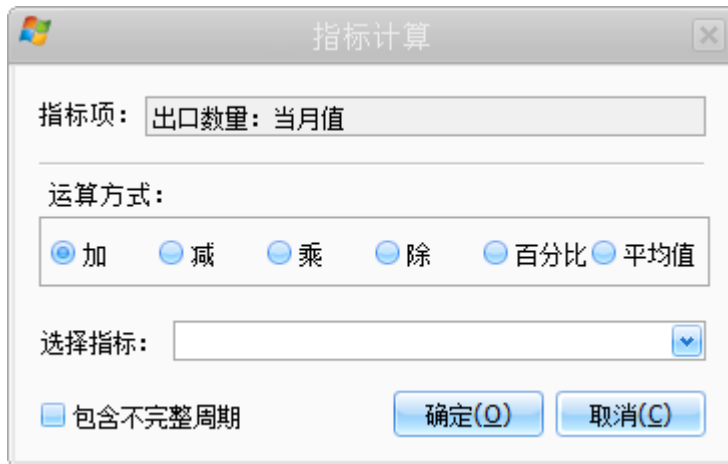 指标计算
指标项： 出口数量：当月值
运算方式：
加 减 乘 除 百分比 平均值
选择指标：
包含不完整周期 确定(O) 取消(C)